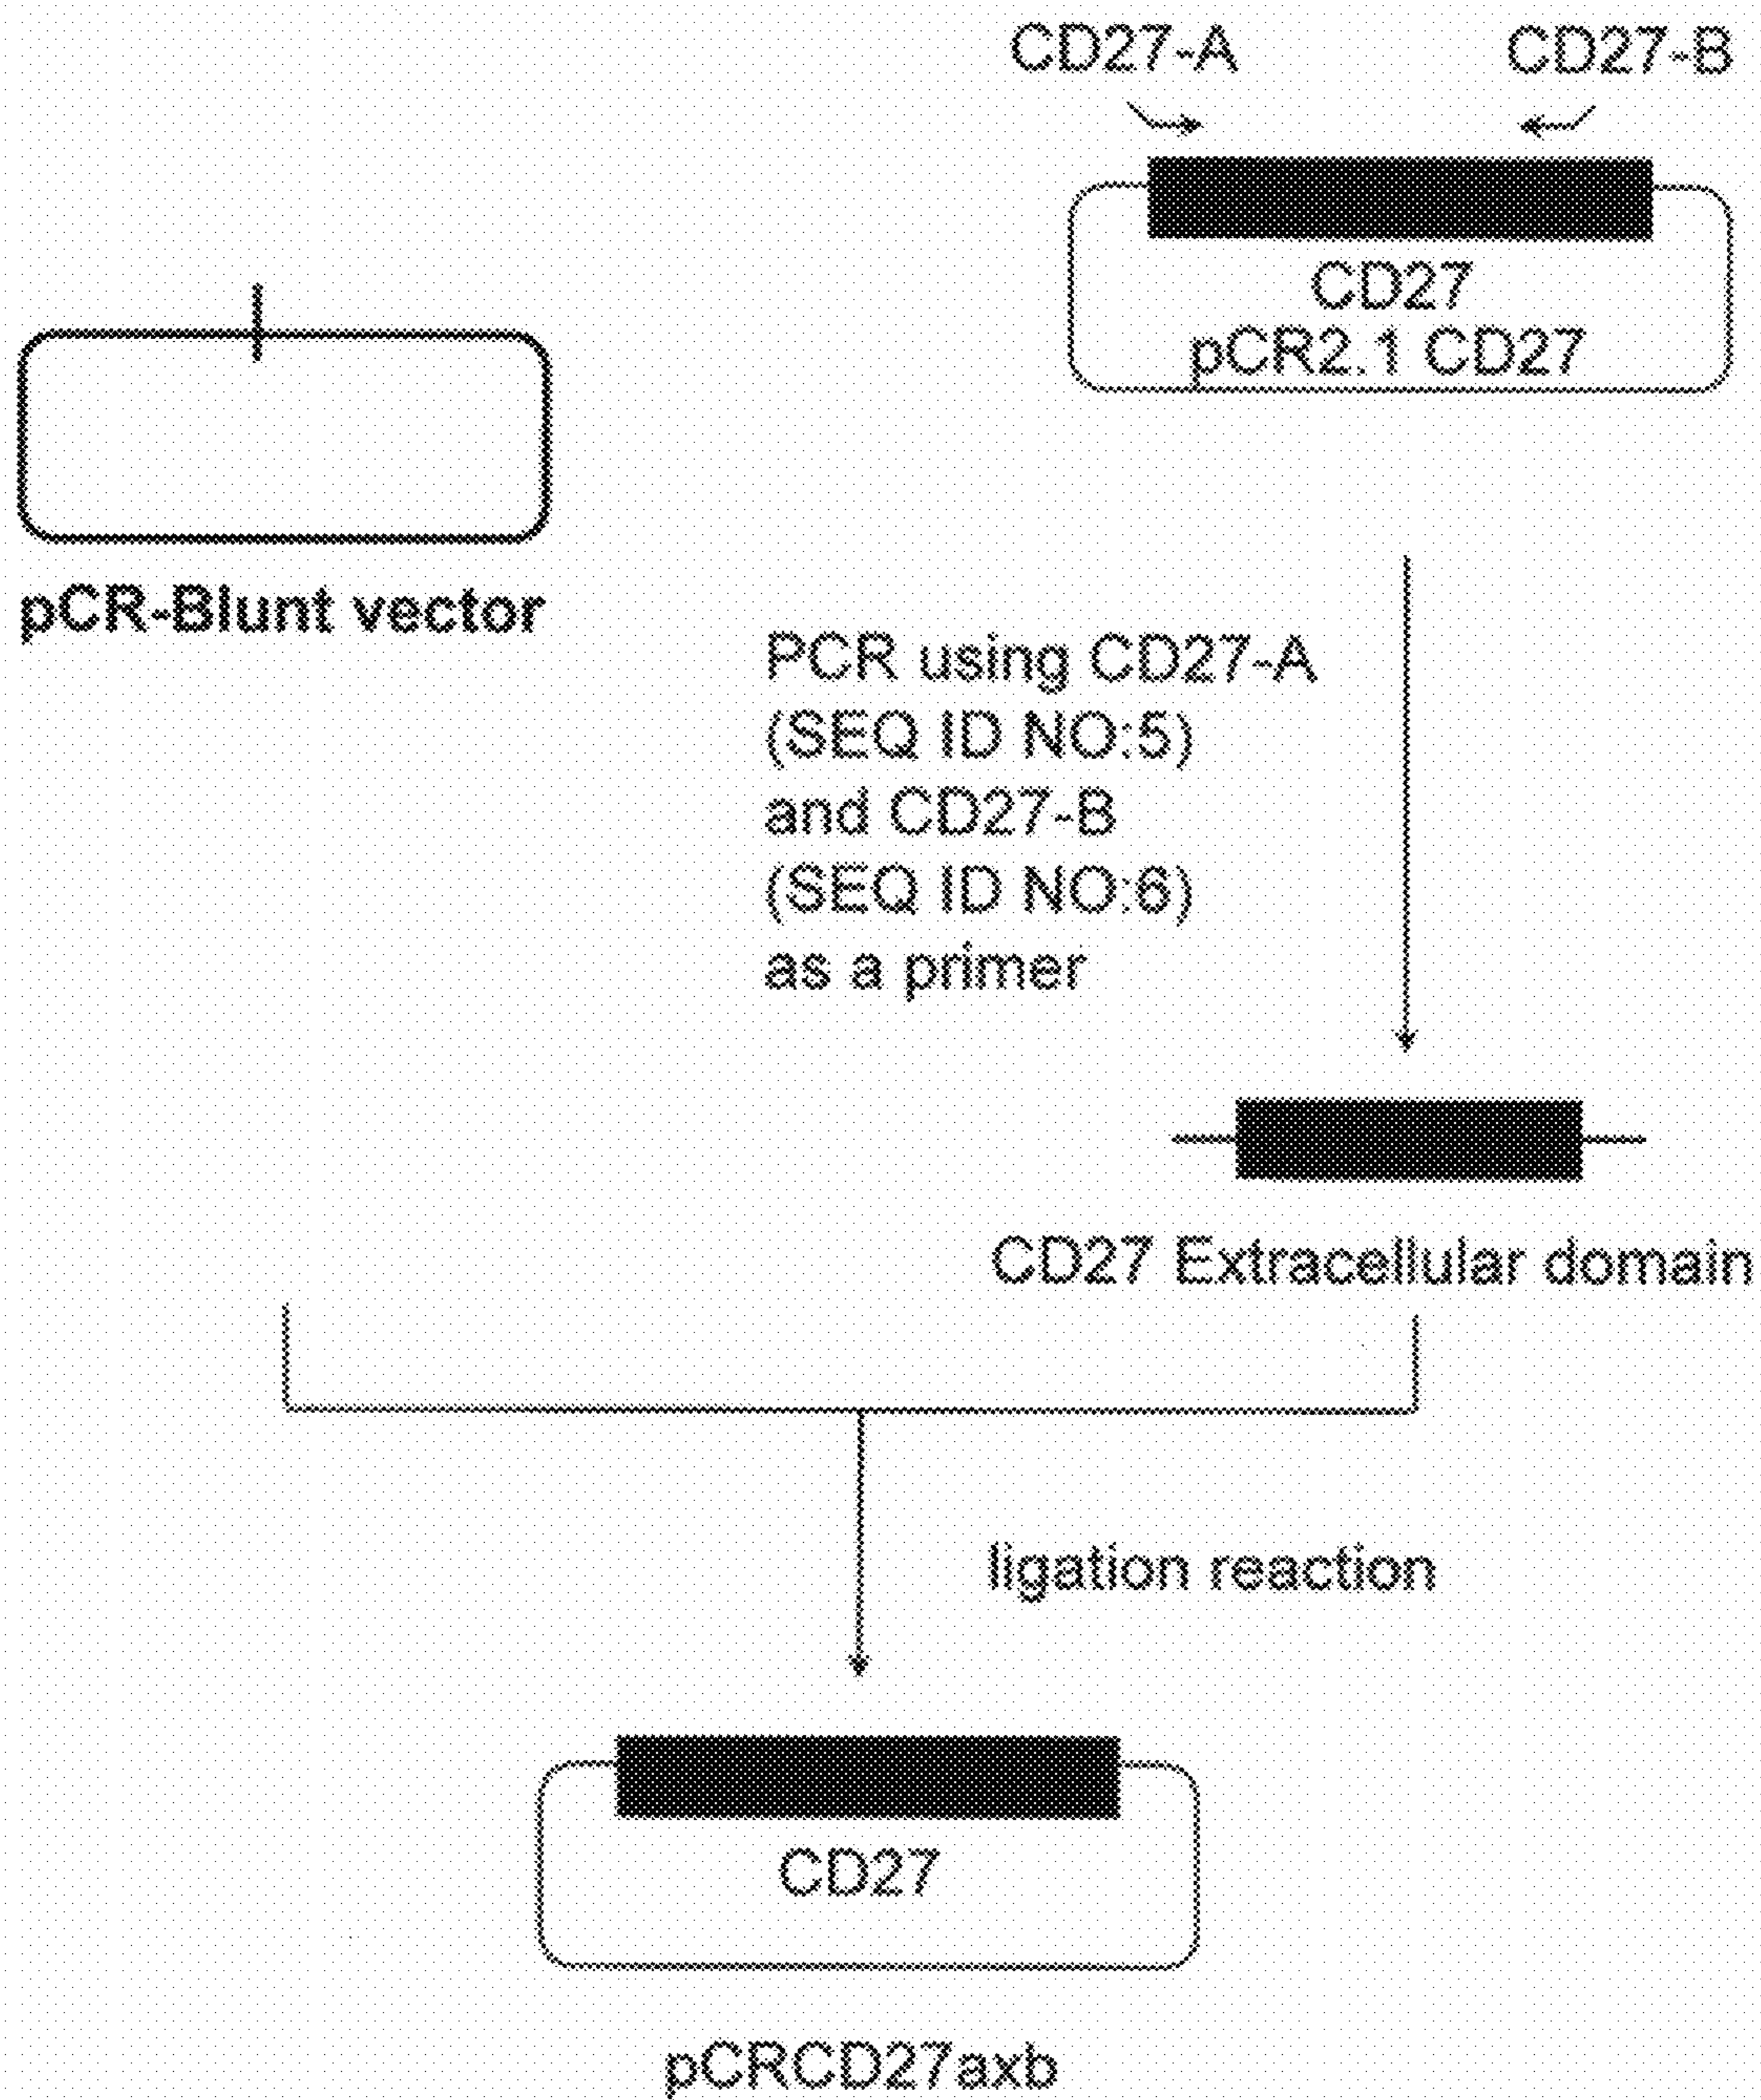 CD27-A
CD27-B
CD27
pCR2.1 CD27
pCR-Blunt vector
PCR using CD27-A
(SEQ ID NO:5)
and CD27-B
(SEQ ID NO:6)
as a primer
CD27 Extracellular domain
ligation reaction
CD27
pCRCD27axb